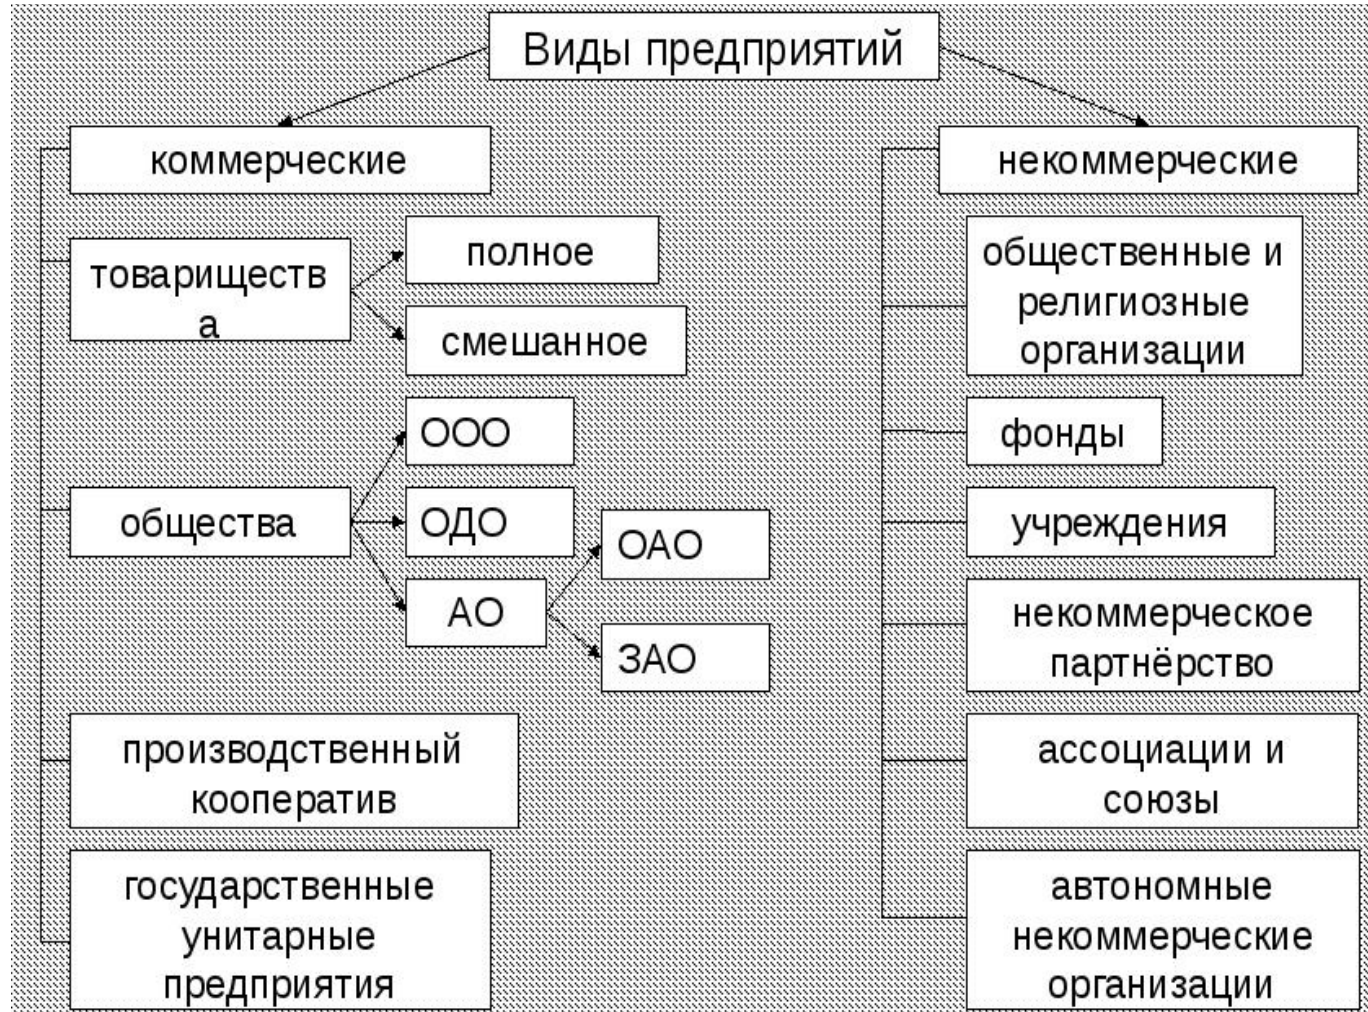 Виды предприятий
коммерческие
товариществ
а
полное
смешанное
общества
ООО
ОДО
АО
ОАО
ЗАО
производственный
кооператив
государственные
унитарные
предприятия
некоммерческие
общественные и
религиозные
организации
фонды
учреждения
некоммерческое
партнёрство
ассоциации и
союзы
автономные
некоммерческие
организации